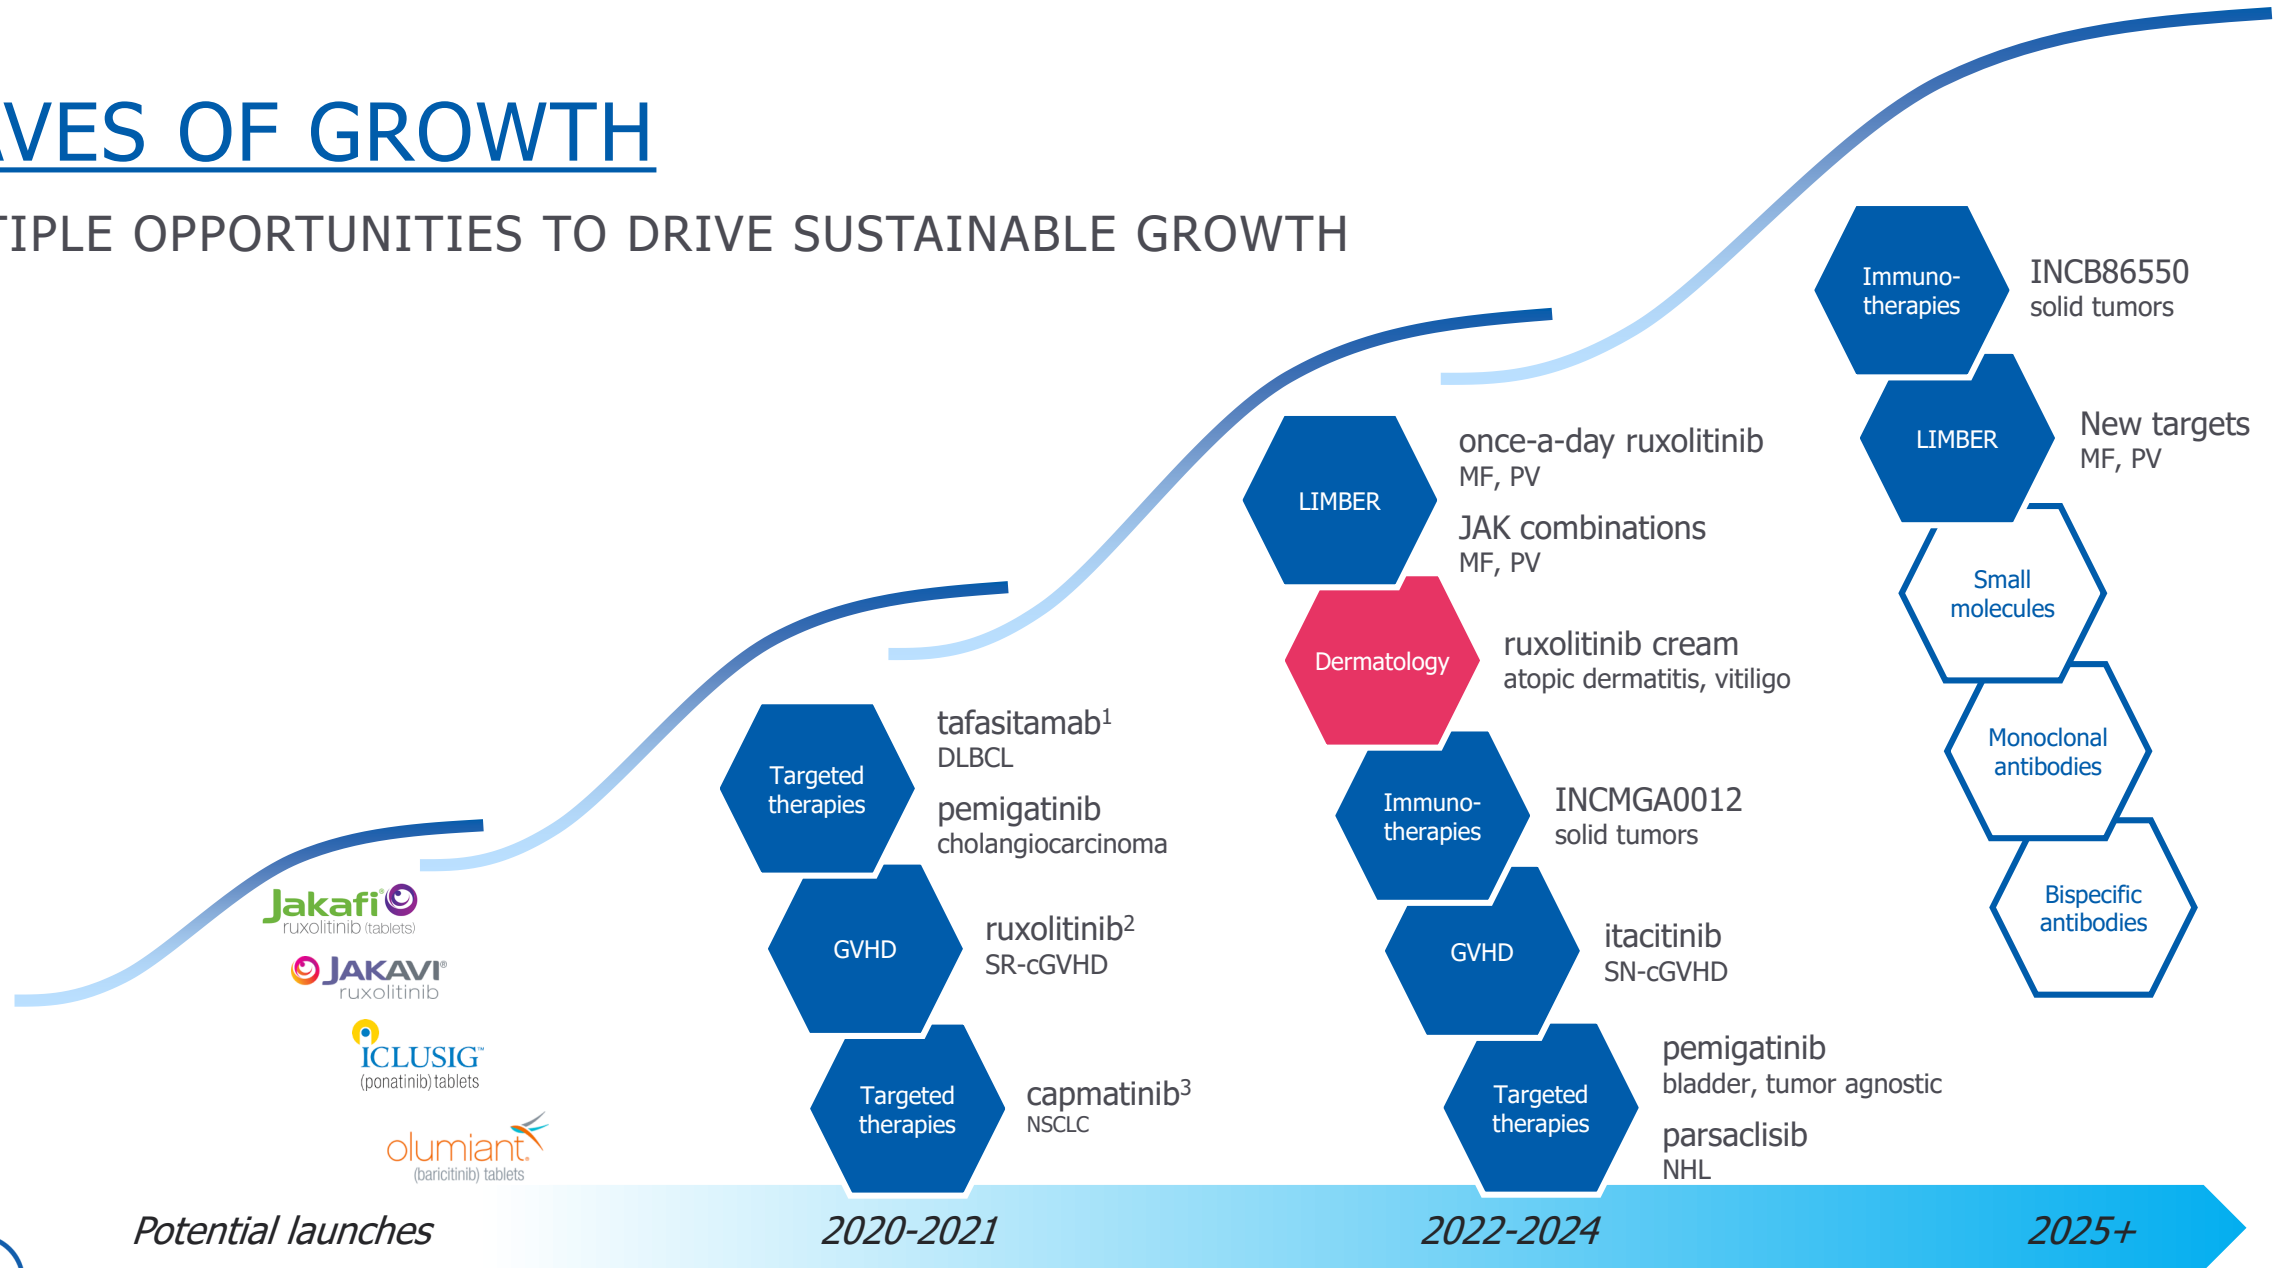 AVES OF GROWTH
TIPLE OPPORTUNITIES TO DRIVE SUSTAINABLE GROWTH
Jakafi®
ruxolitinib (tablets)
JAKAVI®
ruxolitinib
ICLUSIG™
(ponatinib) tablets
olumiant®
(baricitinib) tablets
Targeted
therapies
tafasitamab¹
DLBCL
pemigatinib
cholangiocarcinoma
GVHD
ruxolitinib²
SR-cGVHD
Targeted
therapies
capmatinib³
NSCLC
LIMBER
once-a-day ruxolitinib
MF, PV
JAK combinations
MF, PV
Dermatology
ruxolitinib cream
atopic dermatitis, vitiligo
Immuno-
therapies
INCMGA0012
solid tumors
GVHD
itacitinib
SN-cGVHD
Targeted
therapies
pemigatinib
bladder, tumor agnostic
parsaclisib
NHL
Immuno-
therapies
INCB86550
solid tumors
LIMBER
New targets
MF, PV
Small
molecules
Monoclonal
antibodies
Bispecific
antibodies
Potential launches
2020-2021
2022-2024
2025+